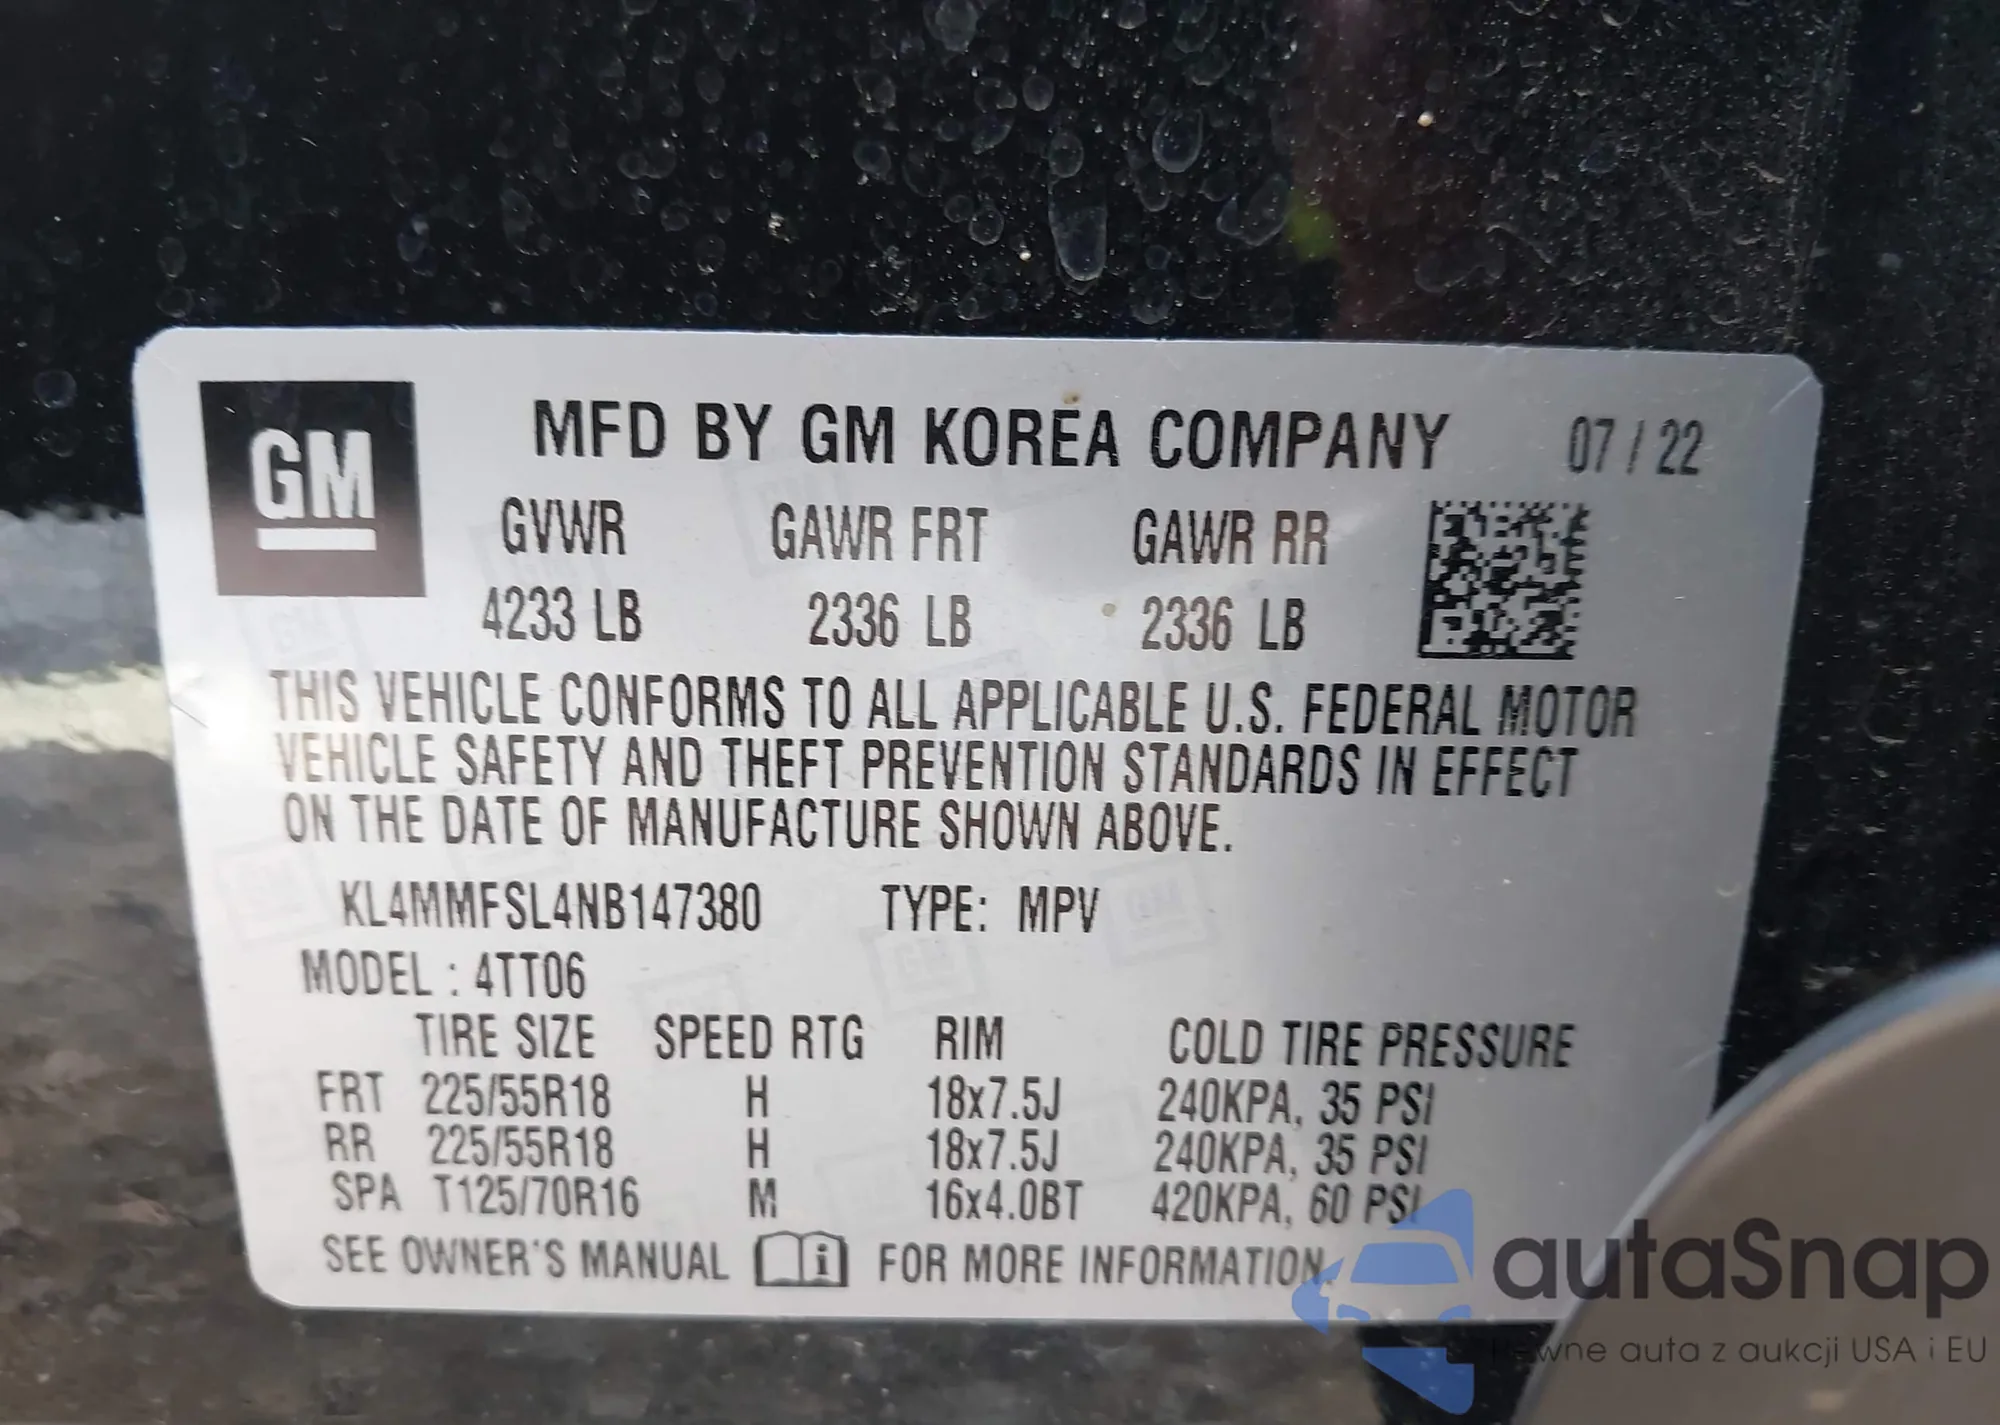 GM
MFD BY GM KOREA COMPANY 07 / 22
GVWR GAWR FRT GAWR RR
4233 LB 2336 LB 2336 LB
THIS VEHICLE CONFORMS TO ALL APPLICABLE U.S. FEDERAL MOTOR
VEHICLE SAFETY AND THEFT PREVENTION STANDARDS IN EFFECT
ON THE DATE OF MANUFACTURE SHOWN ABOVE.
KL4MMFSL4NB147380 TYPE: MPV
MODEL : 4TT06
TIRE SIZE SPEED RTG RIM COLD TIRE PRESSURE
FRT 225/55R18 H 18x7.5J 240KPA, 35 PSI
RR 225/55R18 H 18x7.5J 240KPA, 35 PSI
SPA T125/70R16 M 16x4.0BT 420KPA, 60 PSI
SEE OWNER'S MANUAL i FOR MORE INFORMATION.
autaSnap
auta z aukcji USA i EU